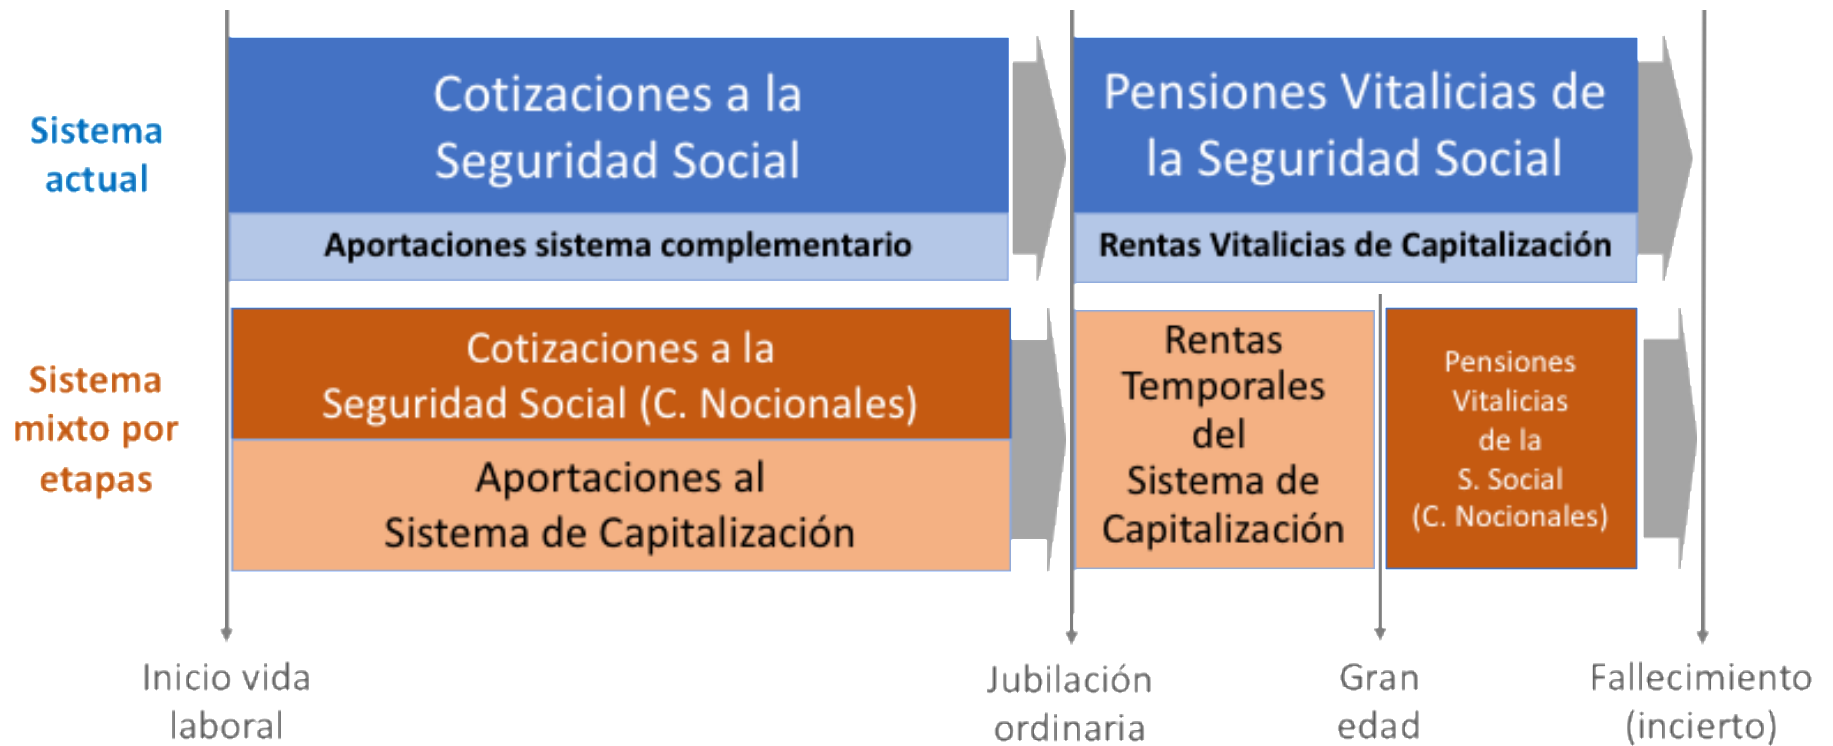 Sistema
actual
Cotizaciones a la
Seguridad Social
Aportaciones sistema complementario
Pensiones Vitalicias de
la Seguridad Social
Rentas Vitalicias de Capitalización
Sistema
mixto por
etapas
Cotizaciones a la
Seguridad Social (C. Nocionales)
Aportaciones al
Sistema de Capitalización
Rentas
Temporales
del
Sistema de
Capitalización
Pensiones
Vitalicias
de la
S. Social
(C. Nocionales)
Inicio vida
laboral
Jubilación
ordinaria
Gran
edad
Fallecimiento
(incierto)